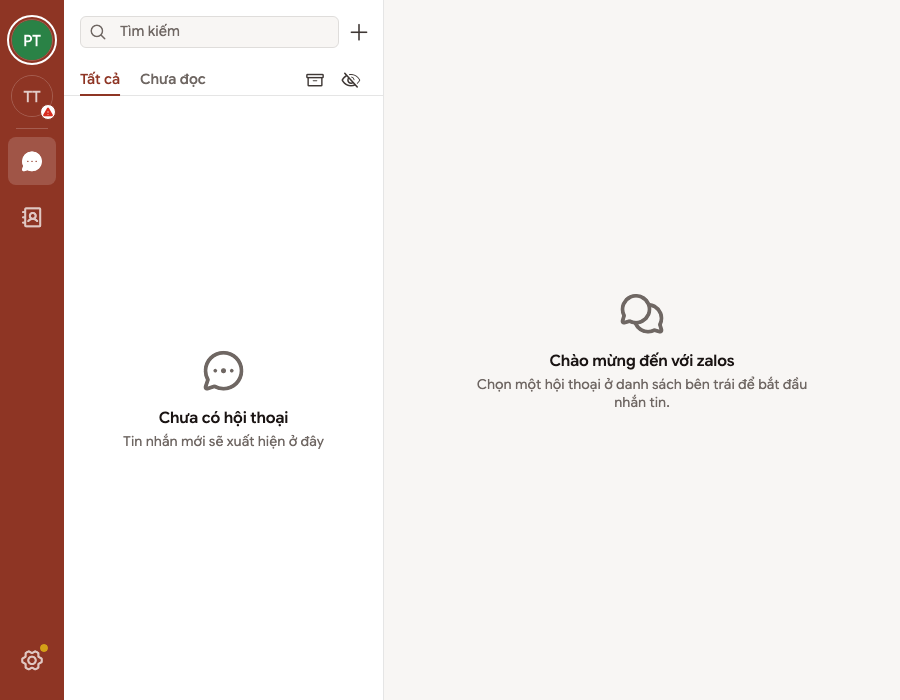 PT
TT
Tìm kiếm
Tất cả
Chưa đọc
Chưa có hội thoại
Tin nhắn mới sẽ xuất hiện ở đây
Chào mừng đến với zalos
Chọn một hội thoại ở danh sách bên trái để bắt đầu
nhắn tin.